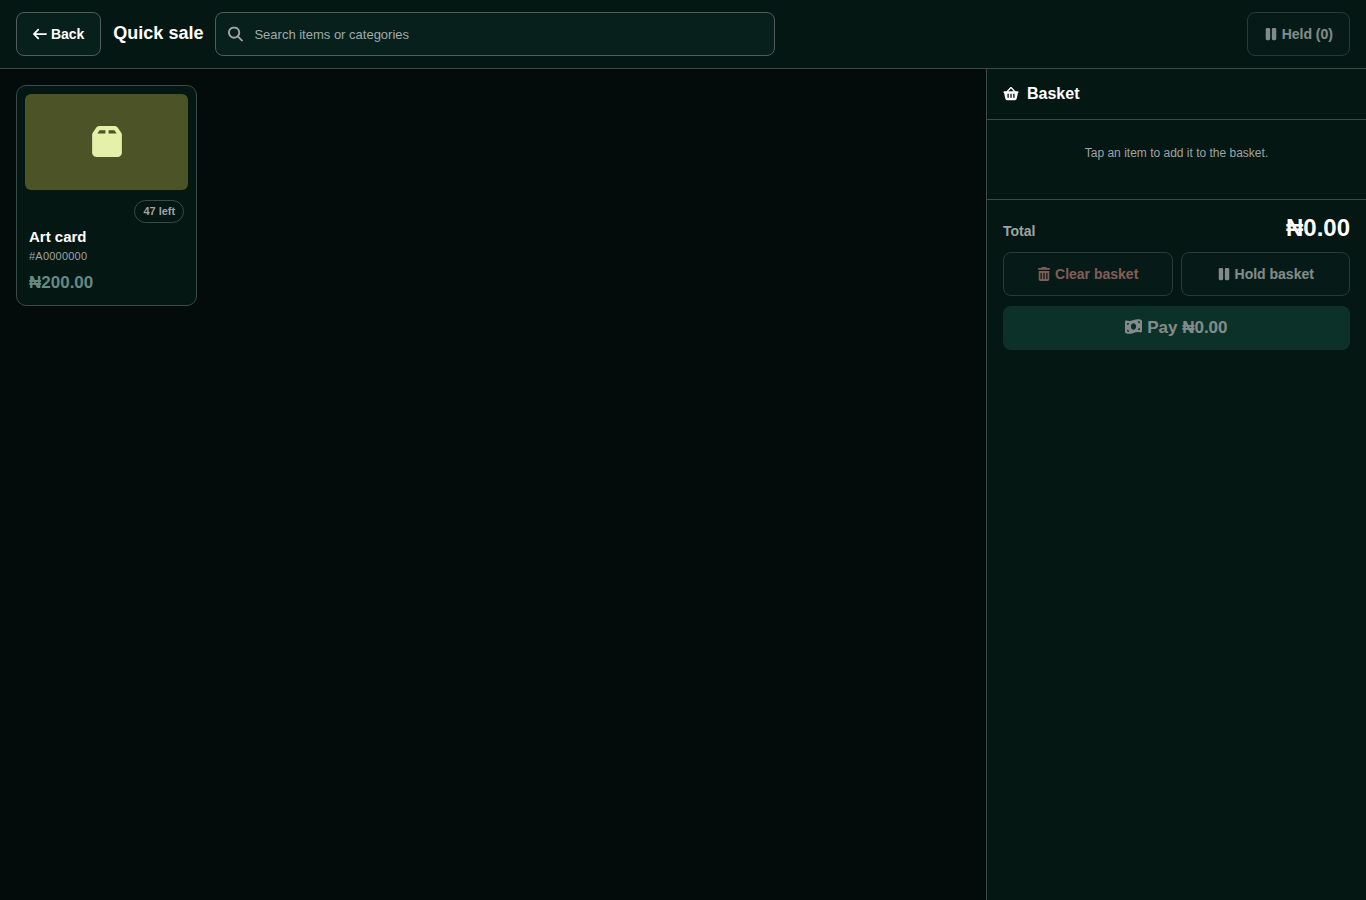 Back
Quick sale
Search items or categories
Held (0)
47 left
Art card
#A0000000
₦200.00
Basket
Tap an item to add it to the basket.
Total
₦0.00
Clear basket
Hold basket
Pay ₦0.00